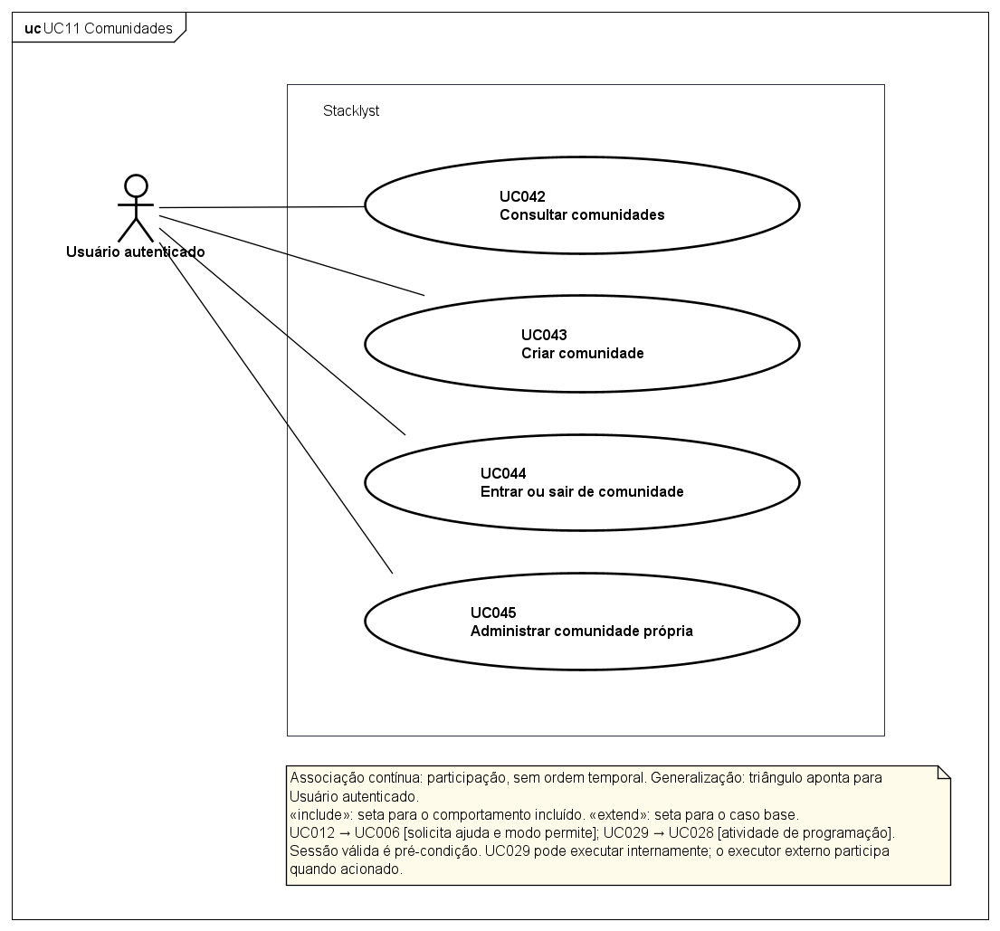 uc UC11 Comunidades
Stacklyst
UC042
Consultar comunidades
Usuário autenticado
UC043
Criar comunidade
UC044
Entrar ou sair de comunidade
UC045
Administrar comunidade própria
Associação contínua: participação, sem ordem temporal. Generalização: triângulo aponta para
Usuário autenticado.
«include»: seta para o comportamento incluído. «extend»: seta para o caso base.
UC012 → UC006 [solicita ajuda e modo permite]; UC029 → UC028 [atividade de programação].
Sessão válida é pré-condição. UC029 pode executar internamente; o executor externo participa
quando acionado.